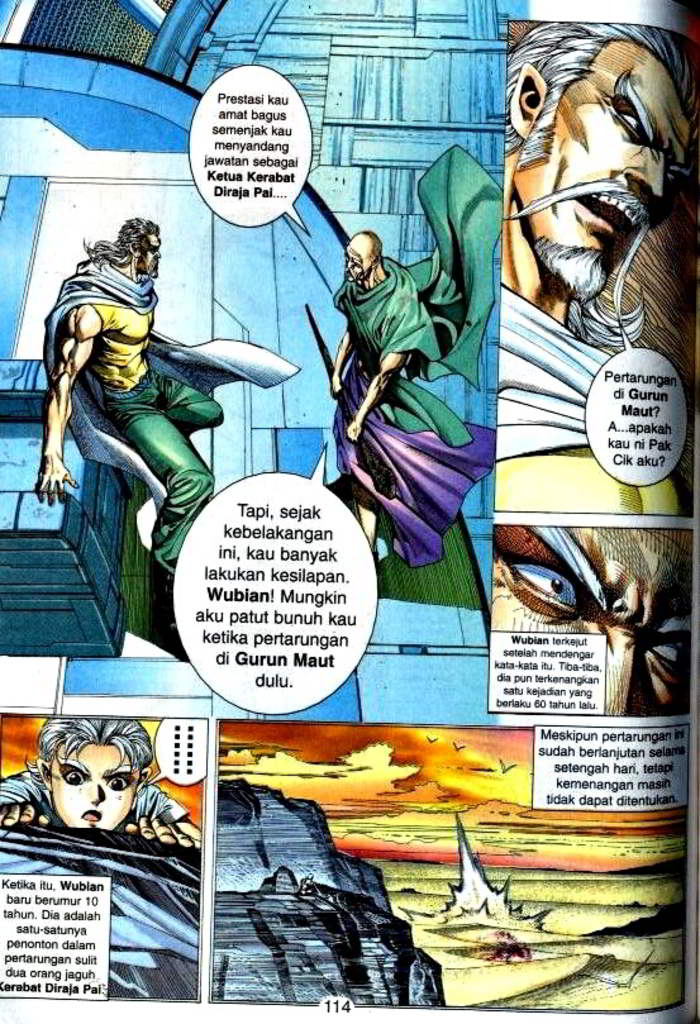 Prestasi kau
amat bagus
semenjak kau
menyandang
jawatan sebagai
Ketua Kerabat
Diraja Pai....
Pertarungan
di Gurun
Maut?
A...apakah
kau ni Pak
Cik aku?
Tapi, sejak
kebelakangan
ini, kau banyak
lakukan kesilapan.
Wubian! Mungkin
aku patut bunuh kau
ketika pertarungan
di Gurun Maut
dulu.
Wubian terkejut
setelah mendengar
kata-kata itu. Tiba-tiba,
dia pun terkenangkan
satu kejadian yang
berlaku 60 tahun lalu.
Ketika itu, Wubian
baru berumur 10
tahun. Dia adalah
satu-satunya
penonton dalam
pertarungan sulit
dua orang jaguh
Kerabat Diraja Pai.
Meskipun pertarungan ini
sudah berlanjutan selama
setengah hari, tetapi
kemenangan masih
tidak dapat ditentukan.
114